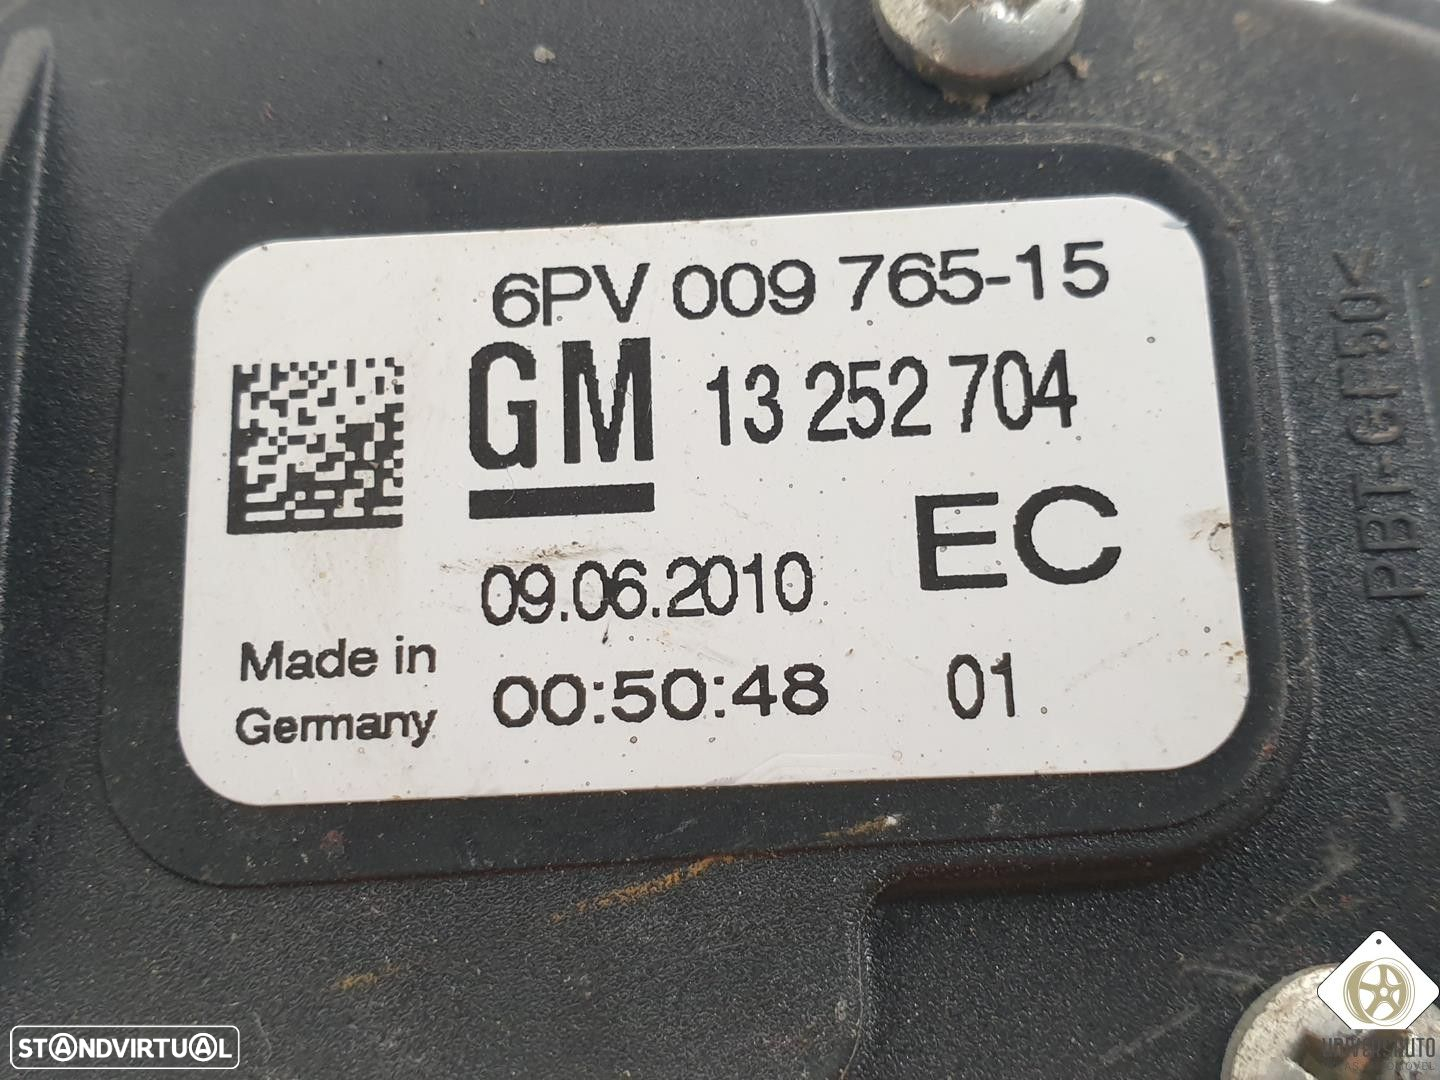 6PV 009 765-15
GM 13 252 704
EC
09.06.2010
Made in
Germany
00:50:48 01
>PBT-GF50<
STANDVIRTUAL